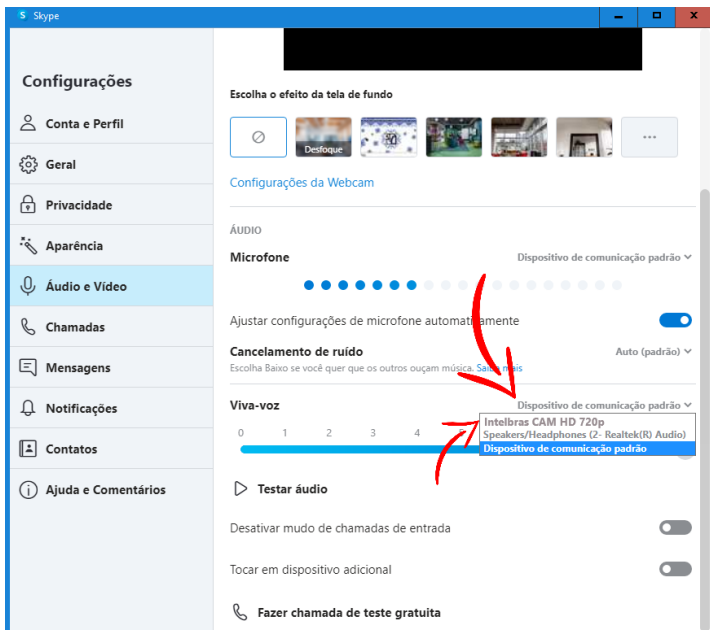 Skype
Configurações
Conta e Perfil
Geral
Privacidade
Aparência
Áudio e Vídeo
Chamadas
Mensagens
Notificações
Contatos
Ajuda e Comentários
Escolha o efeito da tela de fundo
Desfoque
Configurações da Webcam
ÁUDIO
Microfone
Dispositivo de comunicação padrão
Ajustar configurações de microfone automaticamente
Cancelamento de ruído
Auto (padrão)
Escolha Baixo se você quer que os outros ouçam música. Saiba mais
Viva-voz
Dispositivo de comunicação padrão
Intelbras CAM HD 720p
Speakers/Headphones (2- Realtek(R) Audio)
Dispositivo de comunicação padrão
0 1 2 3 4
Testar áudio
Desativar mudo de chamadas de entrada
Tocar em dispositivo adicional
Fazer chamada de teste gratuita